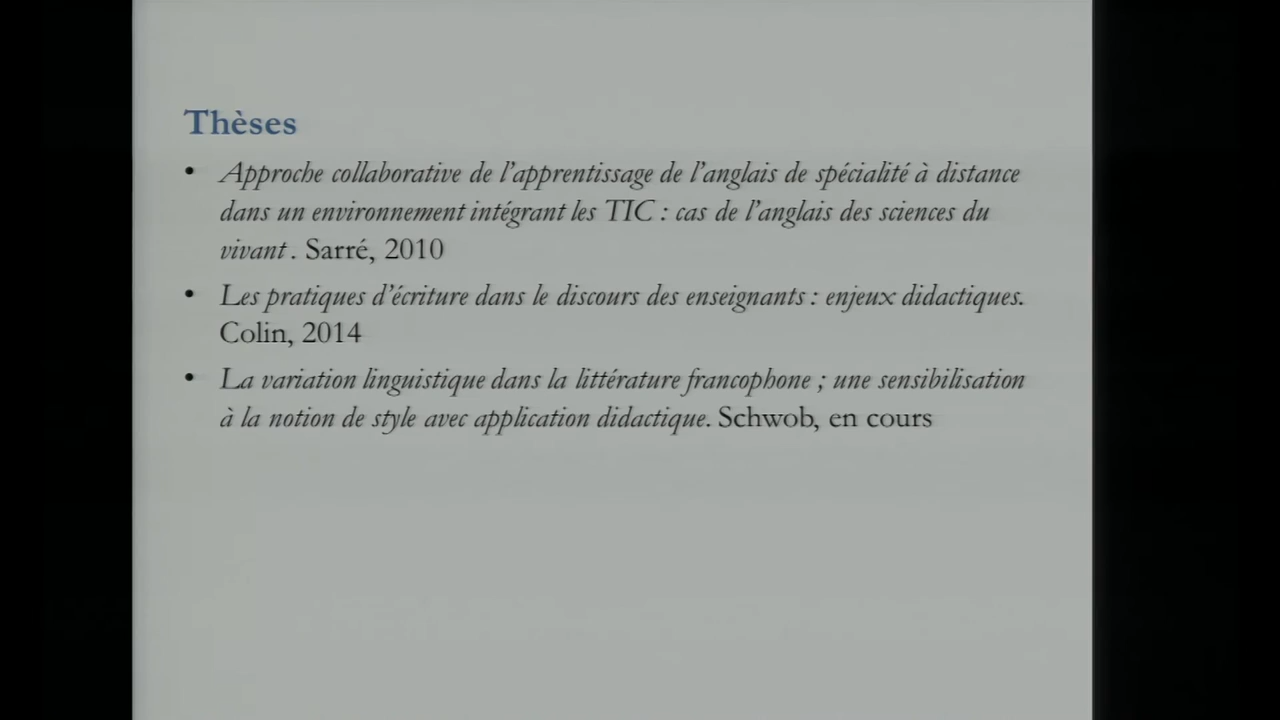 Thèses
• Approche collaborative de l'apprentissage de l'anglais de spécialité à distance
dans un environnement intégrant les TIC : cas de l'anglais des sciences du
vivant . Sarré, 2010
• Les pratiques d'écriture dans le discours des enseignants : enjeux didactiques.
Colin, 2014
• La variation linguistique dans la littérature francophone ; une sensibilisation
à la notion de style avec application didactique. Schwob, en cours